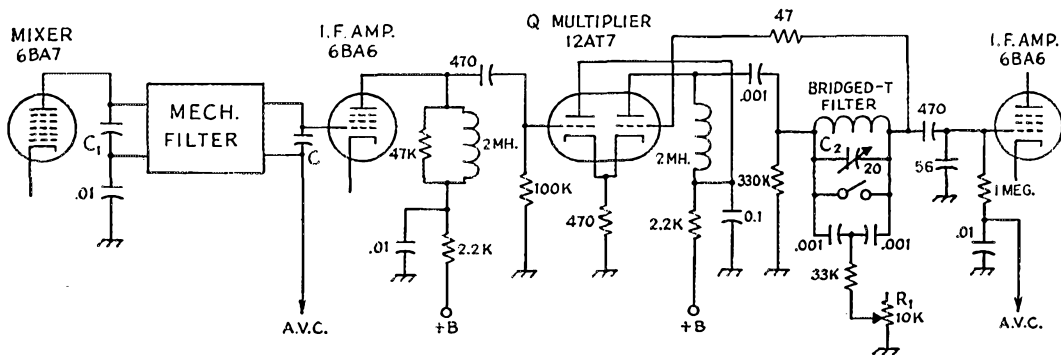 MIXER
6BA7
C1
.01
MECH.
FILTER
C
A.V.C.
I.F. AMP.
6BA6
470
47K
2MH.
.01
2.2K
+B
100K
Q MULTIPLIER
12AT7
470
2MH.
2.2K
+B
0.1
47
.001
330K
BRIDGED-T
FILTER
C2
20
.001
.001
33K
R1
10K
470
56
I.F. AMP.
6BA6
1 MEG.
.01
A.V.C.